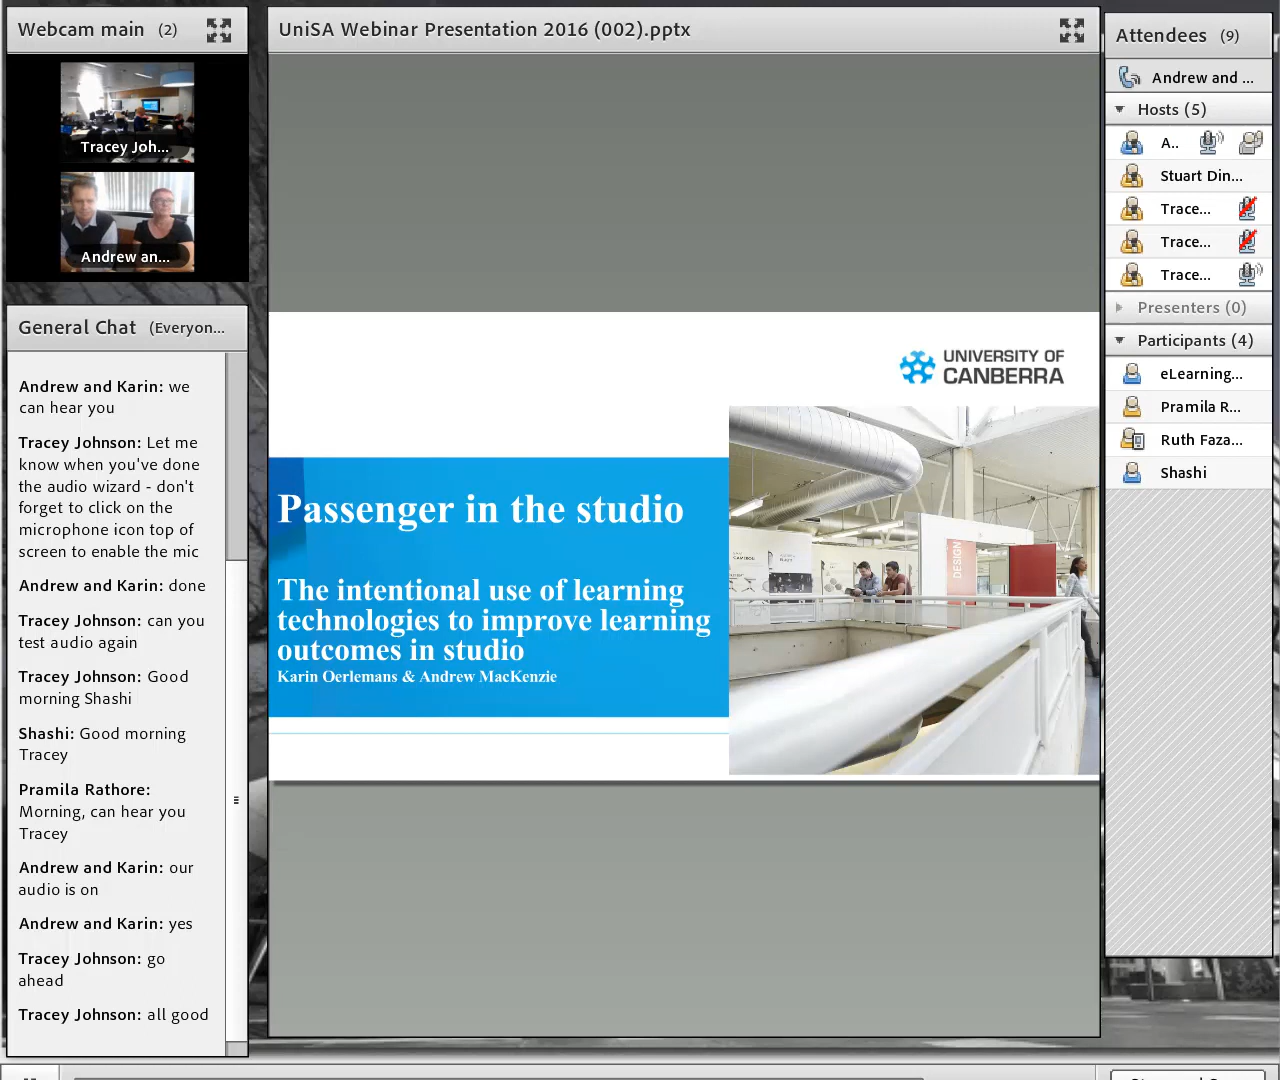 Webcam main (2)
Tracey Joh...
Andrew an...
General Chat (Everyon...
Andrew and Karin: we
can hear you
Tracey Johnson: Let me
know when you've done
the audio wizard - don't
forget to click on the
microphone icon top of
screen to enable the mic
Andrew and Karin: done
Tracey Johnson: can you
test audio again
Tracey Johnson: Good
morning Shashi
Shashi: Good morning
Tracey
Pramila Rathore:
Morning, can hear you
Tracey
Andrew and Karin: our
audio is on
Andrew and Karin: yes
Tracey Johnson: go
ahead
Tracey Johnson: all good
UniSA Webinar Presentation 2016 (002).pptx
UNIVERSITY OF
CANBERRA
Passenger in the studio
The intentional use of learning
technologies to improve learning
outcomes in studio
Karin Oerlemans & Andrew MacKenzie
DESIGN
Attendees (9)
Andrew and ...
Hosts (5)
A..
Stuart Din...
Trace...
Trace...
Trace...
Presenters (0)
Participants (4)
eLearning...
Pramila R...
Ruth Faza...
Shashi